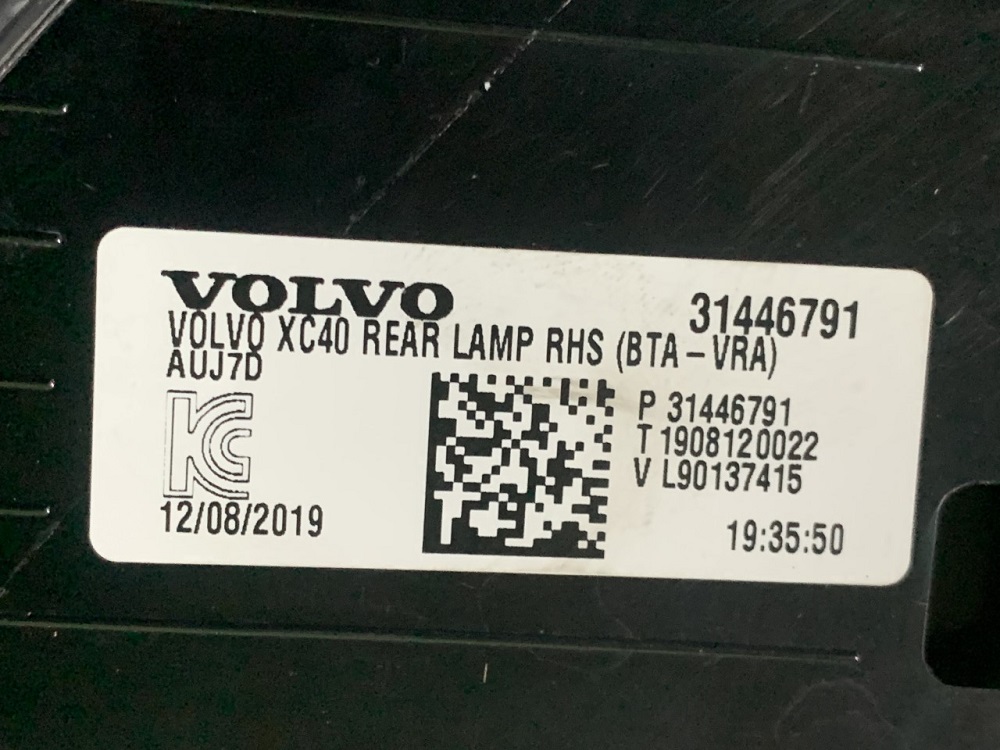 VOLVO
31446791
VOLVO XC40 REAR LAMP RHS (BTA-VRA)
AUJ7D
P 31446791
T 1908120022
V L90137415
KC
12/08/2019
19:35:50